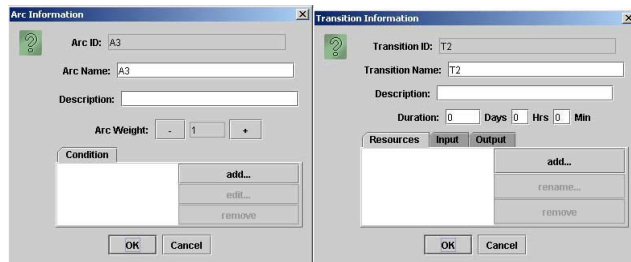 Arc Information
Arc ID: A3
Arc Name: A3
Description:
Arc Weight: - 1 +
Condition
add...
edit...
remove
OK Cancel
Transition Information
Transition ID: T2
Transition Name: T2
Description:
Duration: 0 Days 0 Hrs 0 Min
Resources Input Output
add...
rename...
remove
OK Cancel